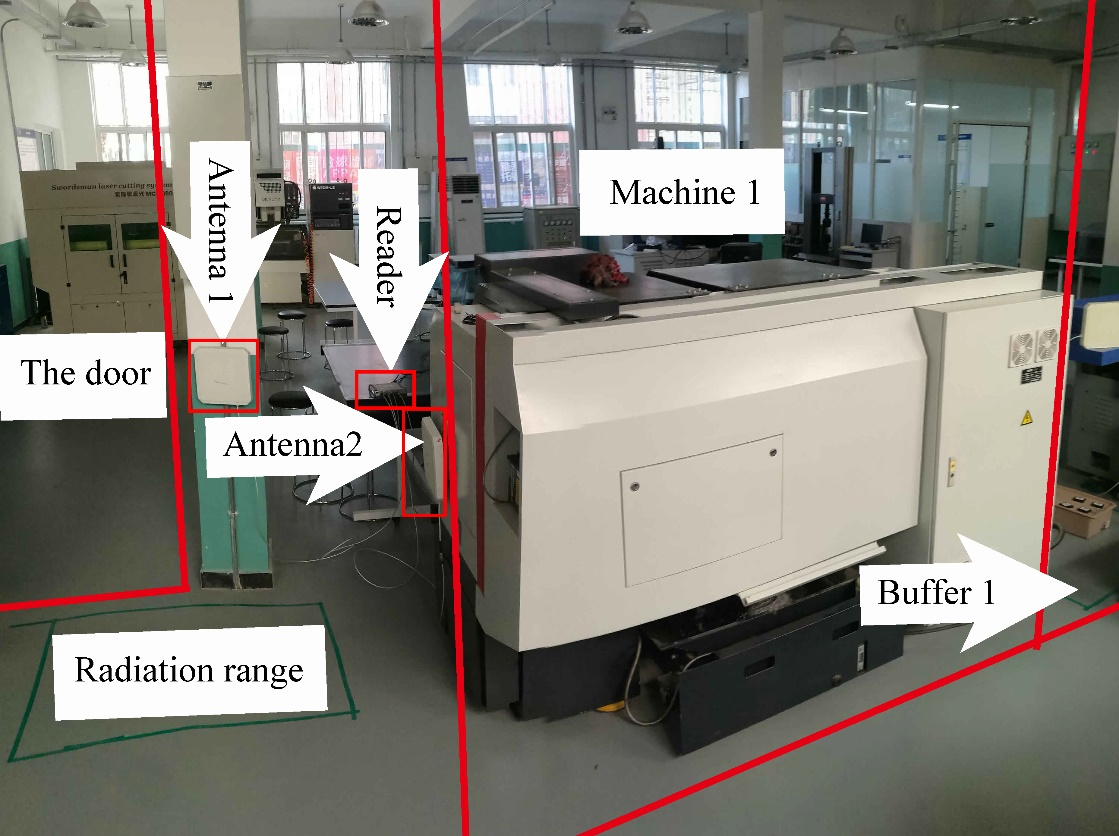 Swordsman laser cutting system
Antenna 1
Reader
Machine 1
The door
Antenna2
Buffer 1
Radiation range